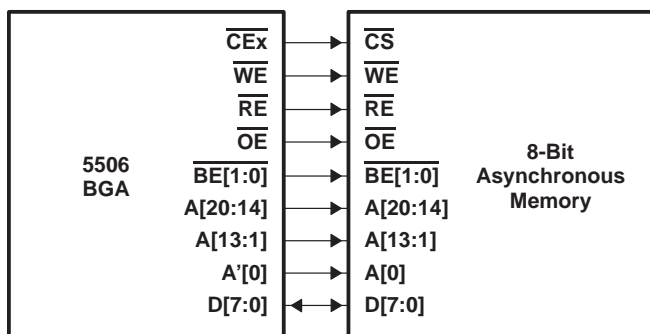 CEx CS
WE WE
RE RE
OE OE
5506
BGA
8-Bit
Asynchronous
Memory
BE[1:0] BE[1:0]
A[20:14] A[20:14]
A[13:1] A[13:1]
A'[0] A[0]
D[7:0] D[7:0]